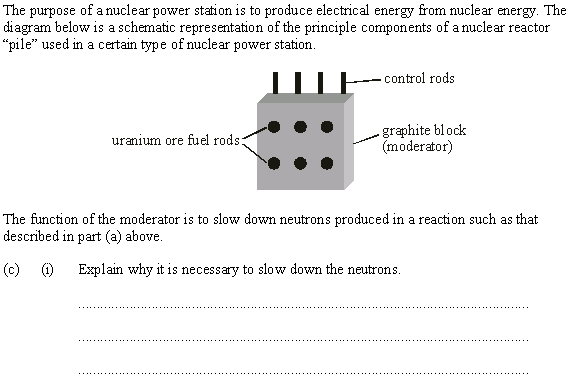 The purpose of a nuclear power station is to produce electrical energy from nuclear energy. The
diagram below is a schematic representation of the principle components of a nuclear reactor
“pile” used in a certain type of nuclear power station.
control rods
uranium ore fuel rods
graphite block
(moderator)
The function of the moderator is to slow down neutrons produced in a reaction such as that
described in part (a) above.
(c) (i) Explain why it is necessary to slow down the neutrons.